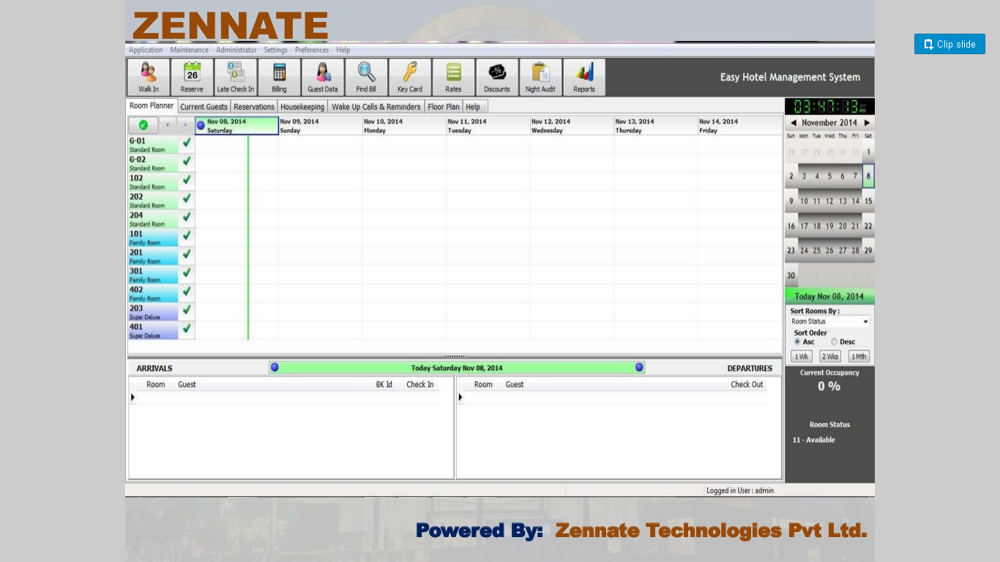 ZENNATE
Clip slide
Application Maintenance Administrator Settings Preferences Help
Walk In Reserve Late Check In Billing Guest Data Find Bill Key Card Rates Discounts Night Audit Reports
26
Easy Hotel Management System
Room Planner Current Guests Reservations Housekeeping Wake Up Calls & Reminders Floor Plan Help
03:47:13 PM
Nov 08, 2014 Nov 09, 2014 Nov 10, 2014 Nov 11, 2014 Nov 12, 2014 Nov 13, 2014 Nov 14, 2014
Saturday Sunday Monday Tuesday Wednesday Thursday Friday
G-01
Standard Room
G-02
Standard Room
102
Standard Room
202
Standard Room
204
Standard Room
101
Family Room
201
Family Room
301
Family Room
402
Family Room
203
Super Deluxe
401
Super Deluxe
November 2014
Sun Mon Tue Wed Thu Fri Sat
26 27 28 29 30 31 1
2 3 4 5 6 7 8
9 10 11 12 13 14 15
16 17 18 19 20 21 22
23 24 25 26 27 28 29
30
Today Nov 08, 2014
Sort Rooms By :
Room Status
Sort Order
Asc Desc
1 Wk 2 Wks 1 Mth
ARRIVALS Today Saturday Nov 08, 2014 DEPARTURES
Room Guest BK Id Check In Room Guest Check Out
Current Occupancy
0 %
Room Status
11 - Available
Logged in User : admin
Powered By: Zennate Technologies Pvt Ltd.